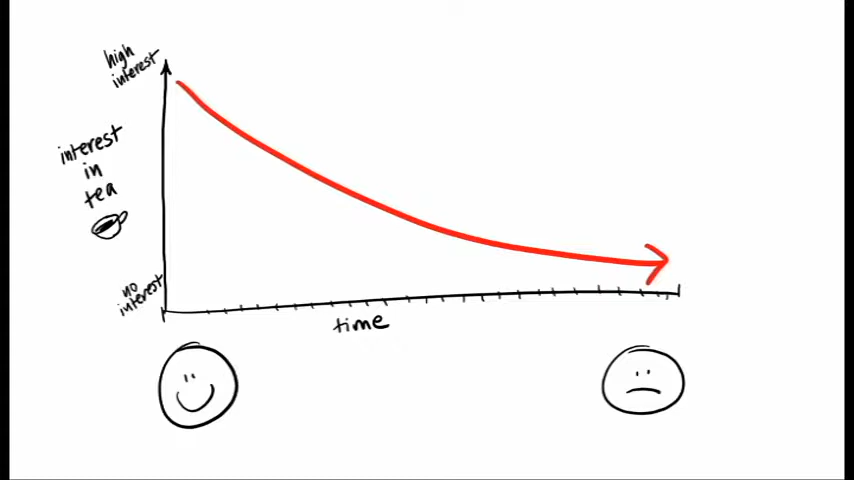 high
interest
interest
in
tea
no
interest
time